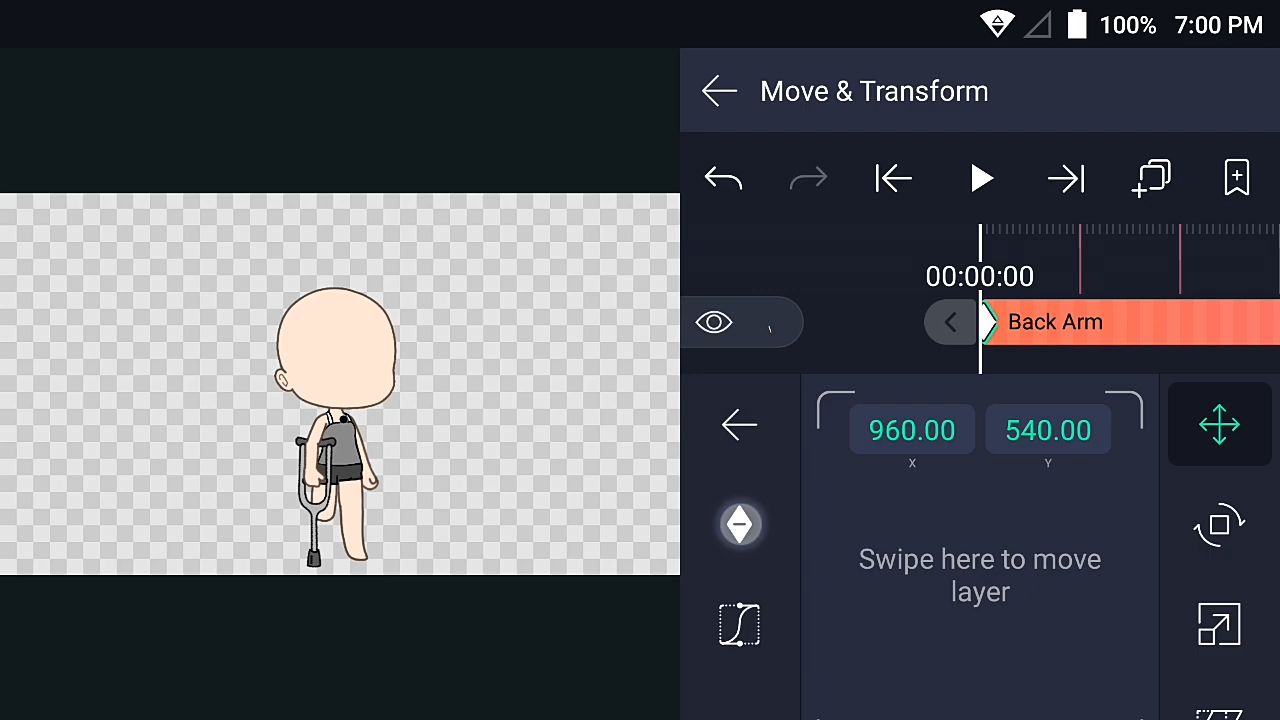 100% 7:00 PM
Move & Transform
00:00:00
Back Arm
960.00 540.00
X Y
Swipe here to move
layer